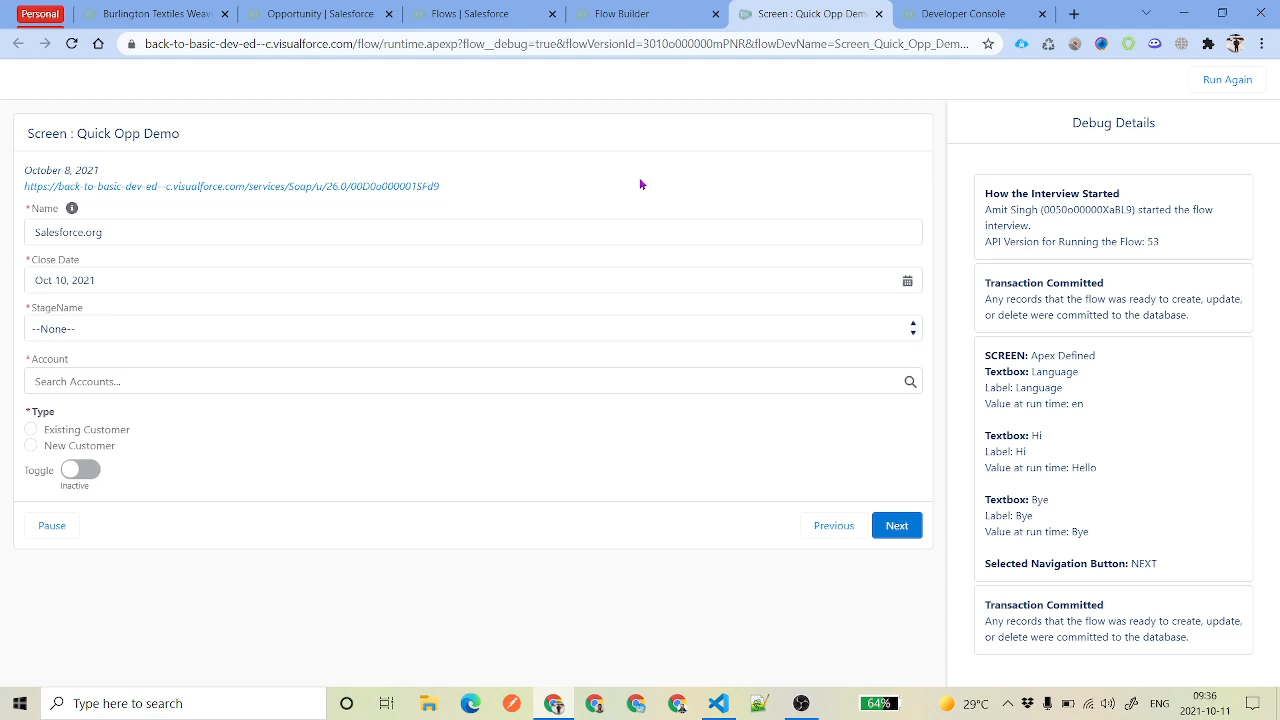 Personal
Burlington Textiles Weav
Opportunity | Salesforce
Flows | Salesforce
Flow Builder
Screen : Quick Opp Dem
Developer Console
back-to-basic-dev-ed--c.visualforce.com/flow/runtime.apexp?flow__debug=true&flowVersionId=3010o000000mPNR&flowDevName=Screen_Quick_Opp_Dem...
Run Again
Screen : Quick Opp Demo
October 8, 2021
https://back-to-basic-dev-ed--c.visualforce.com/services/Soap/u/26.0/00D0o000001SFd9
*Name
Salesforce.org
*Close Date
Oct 10, 2021
*StageName
--None--
*Account
Search Accounts...
*Type
Existing Customer
New Customer
Toggle
Inactive
Pause
Previous
Next
Debug Details
How the Interview Started
Amit Singh (0050o00000XaBL9) started the flow
interview.
API Version for Running the Flow: 53
Transaction Committed
Any records that the flow was ready to create, update,
or delete were committed to the database.
SCREEN: Apex Defined
Textbox: Language
Label: Language
Value at run time: en
Textbox: Hi
Label: Hi
Value at run time: Hello
Textbox: Bye
Label: Bye
Value at run time: Bye
Selected Navigation Button: NEXT
Transaction Committed
Any records that the flow was ready to create, update,
or delete were committed to the database.
Type here to search
64%
29°C
ENG
09:36
2021-10-11